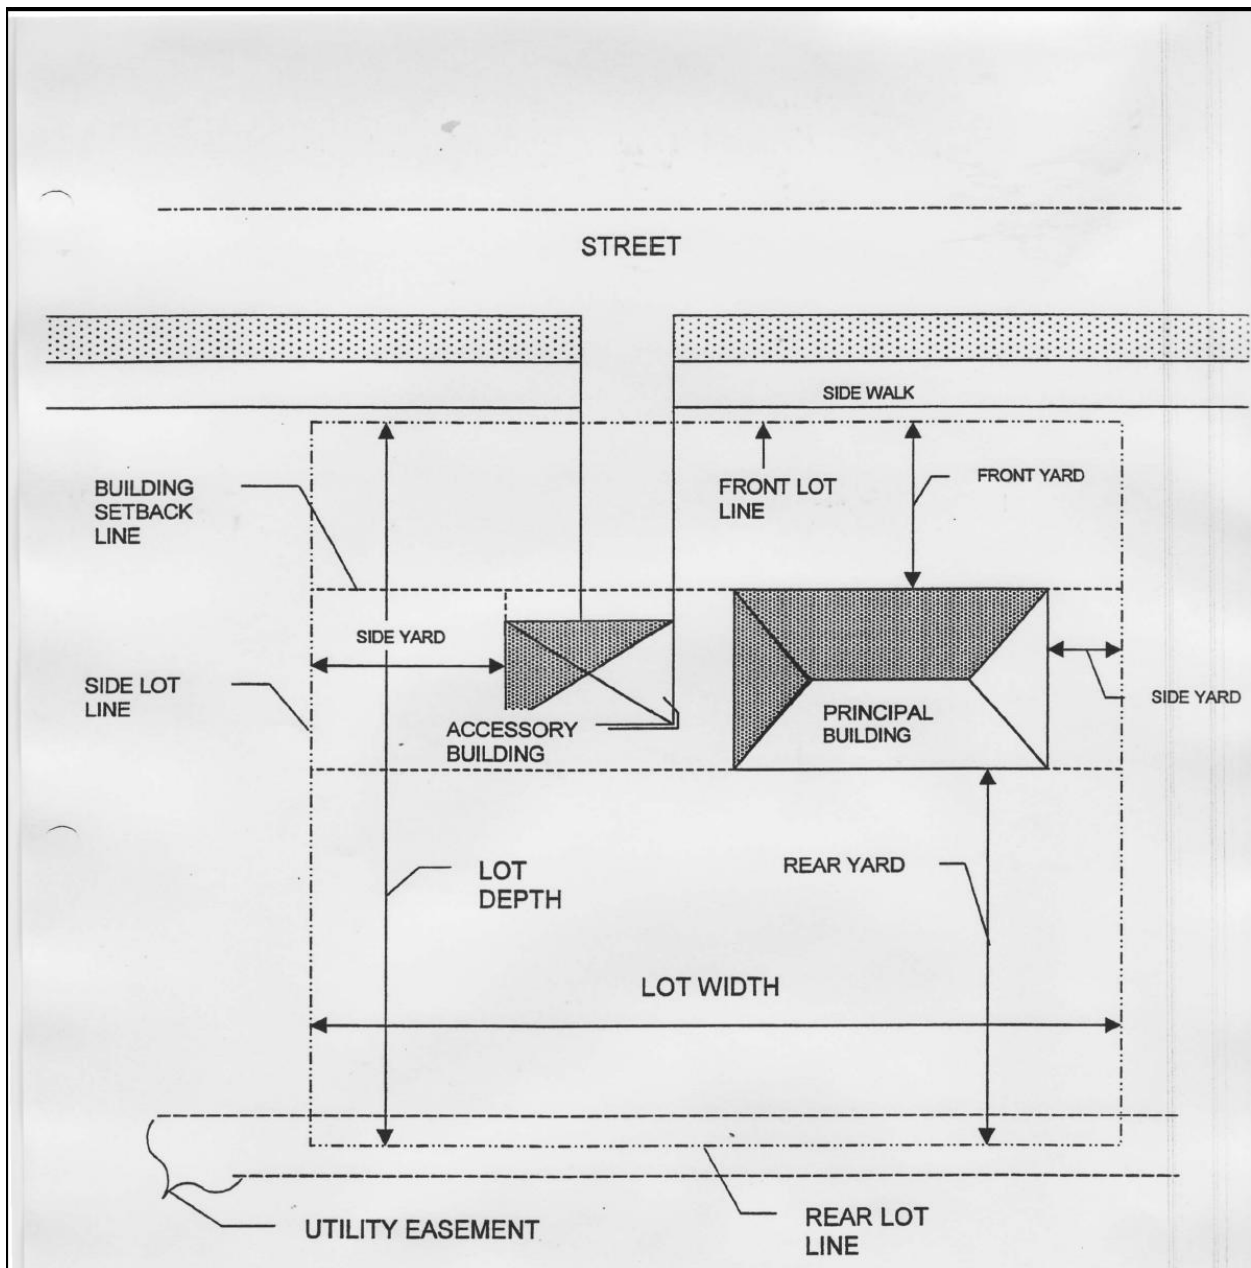 STREET
SIDE WALK
BUILDING
SETBACK
LINE
FRONT LOT
LINE
FRONT YARD
SIDE YARD
SIDE LOT
LINE
SIDE YARD
ACCESSORY
BUILDING
PRINCIPAL
BUILDING
LOT
DEPTH
REAR YARD
LOT WIDTH
UTILITY EASEMENT
REAR LOT
LINE